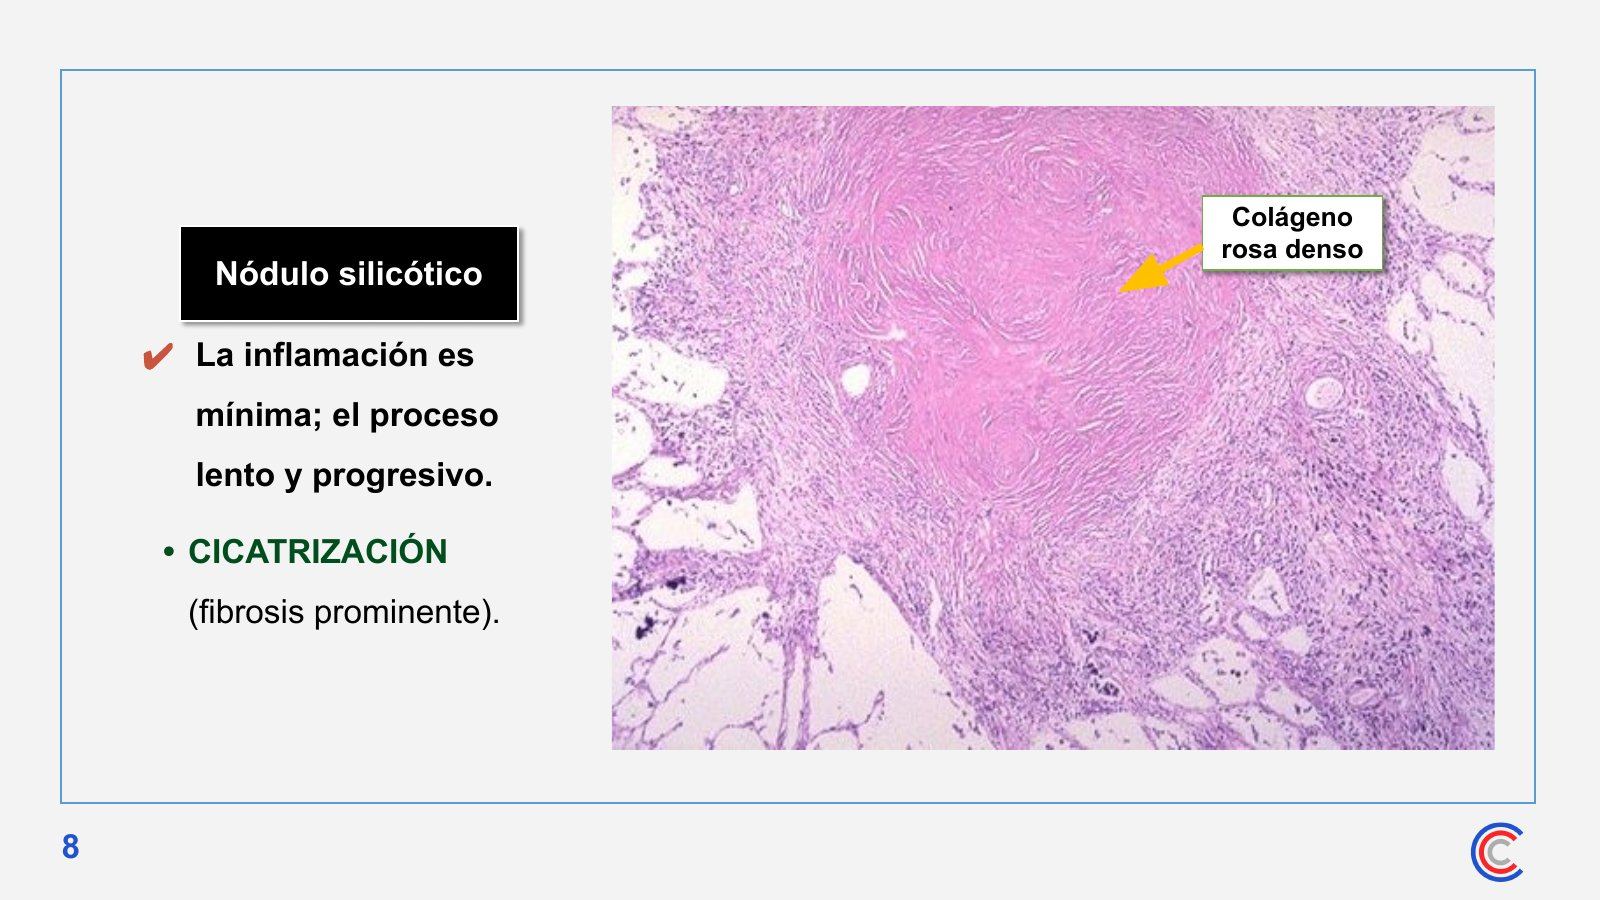 Nódulo silicótico
✔ La inflamación es
mínima; el proceso
lento y progresivo.
• CICATRIZACIÓN
(fibrosis prominente).
Colágeno
rosa denso
8